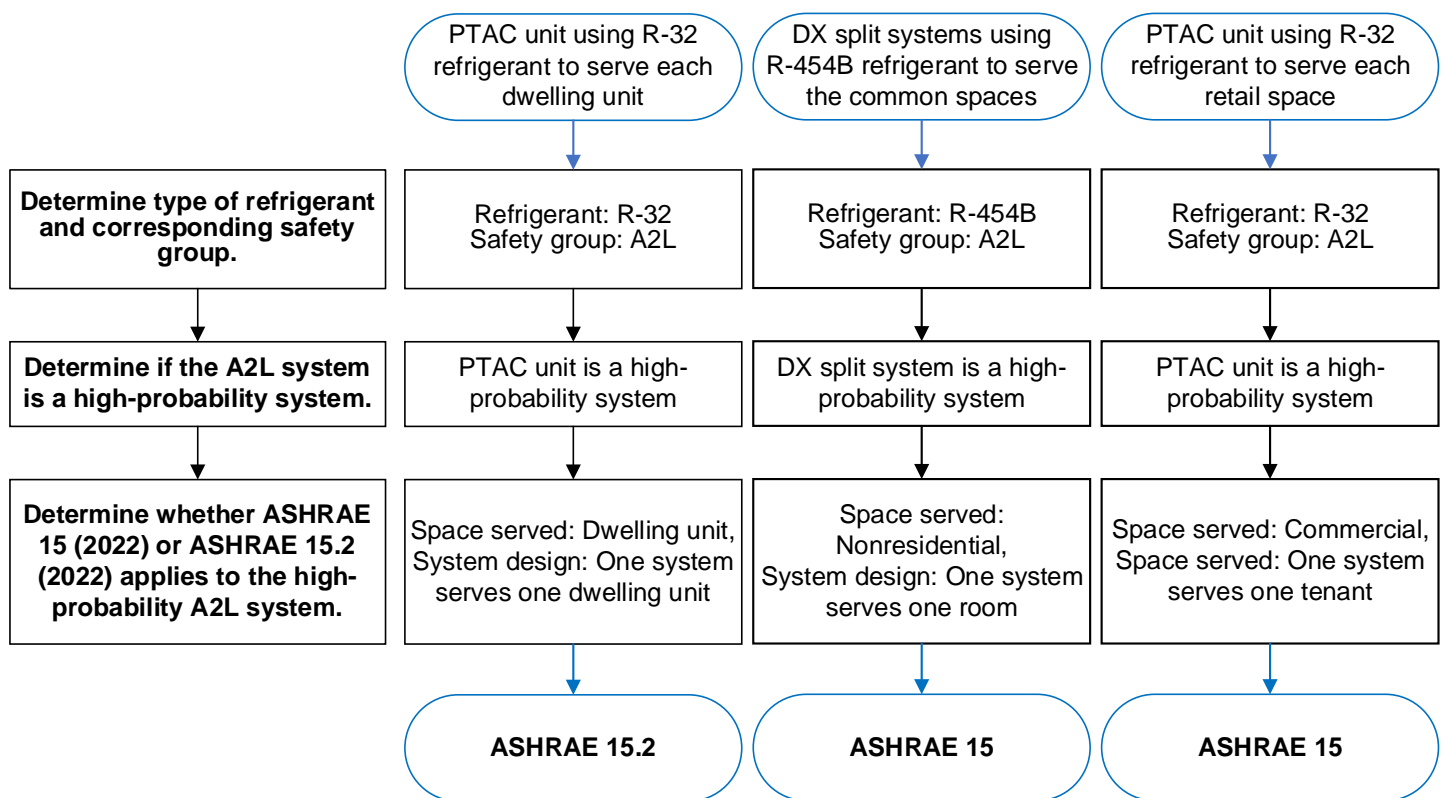 PTAC unit using R-32
refrigerant to serve each
dwelling unit
DX split systems using
R-454B refrigerant to serve
the common spaces
PTAC unit using R-32
refrigerant to serve each
retail space
Determine type of refrigerant
and corresponding safety
group.
Refrigerant: R-32
Safety group: A2L
Refrigerant: R-454B
Safety group: A2L
Refrigerant: R-32
Safety group: A2L
Determine if the A2L system
is a high-probability system.
PTAC unit is a high-
probability system
DX split system is a high-
probability system
PTAC unit is a high-
probability system
Determine whether ASHRAE
15 (2022) or ASHRAE 15.2
(2022) applies to the high-
probability A2L system.
Space served: Dwelling unit,
System design: One system
serves one dwelling unit
Space served:
Nonresidential,
System design: One system
serves one room
Space served: Commercial,
Space served: One system
serves one tenant
ASHRAE 15.2
ASHRAE 15
ASHRAE 15